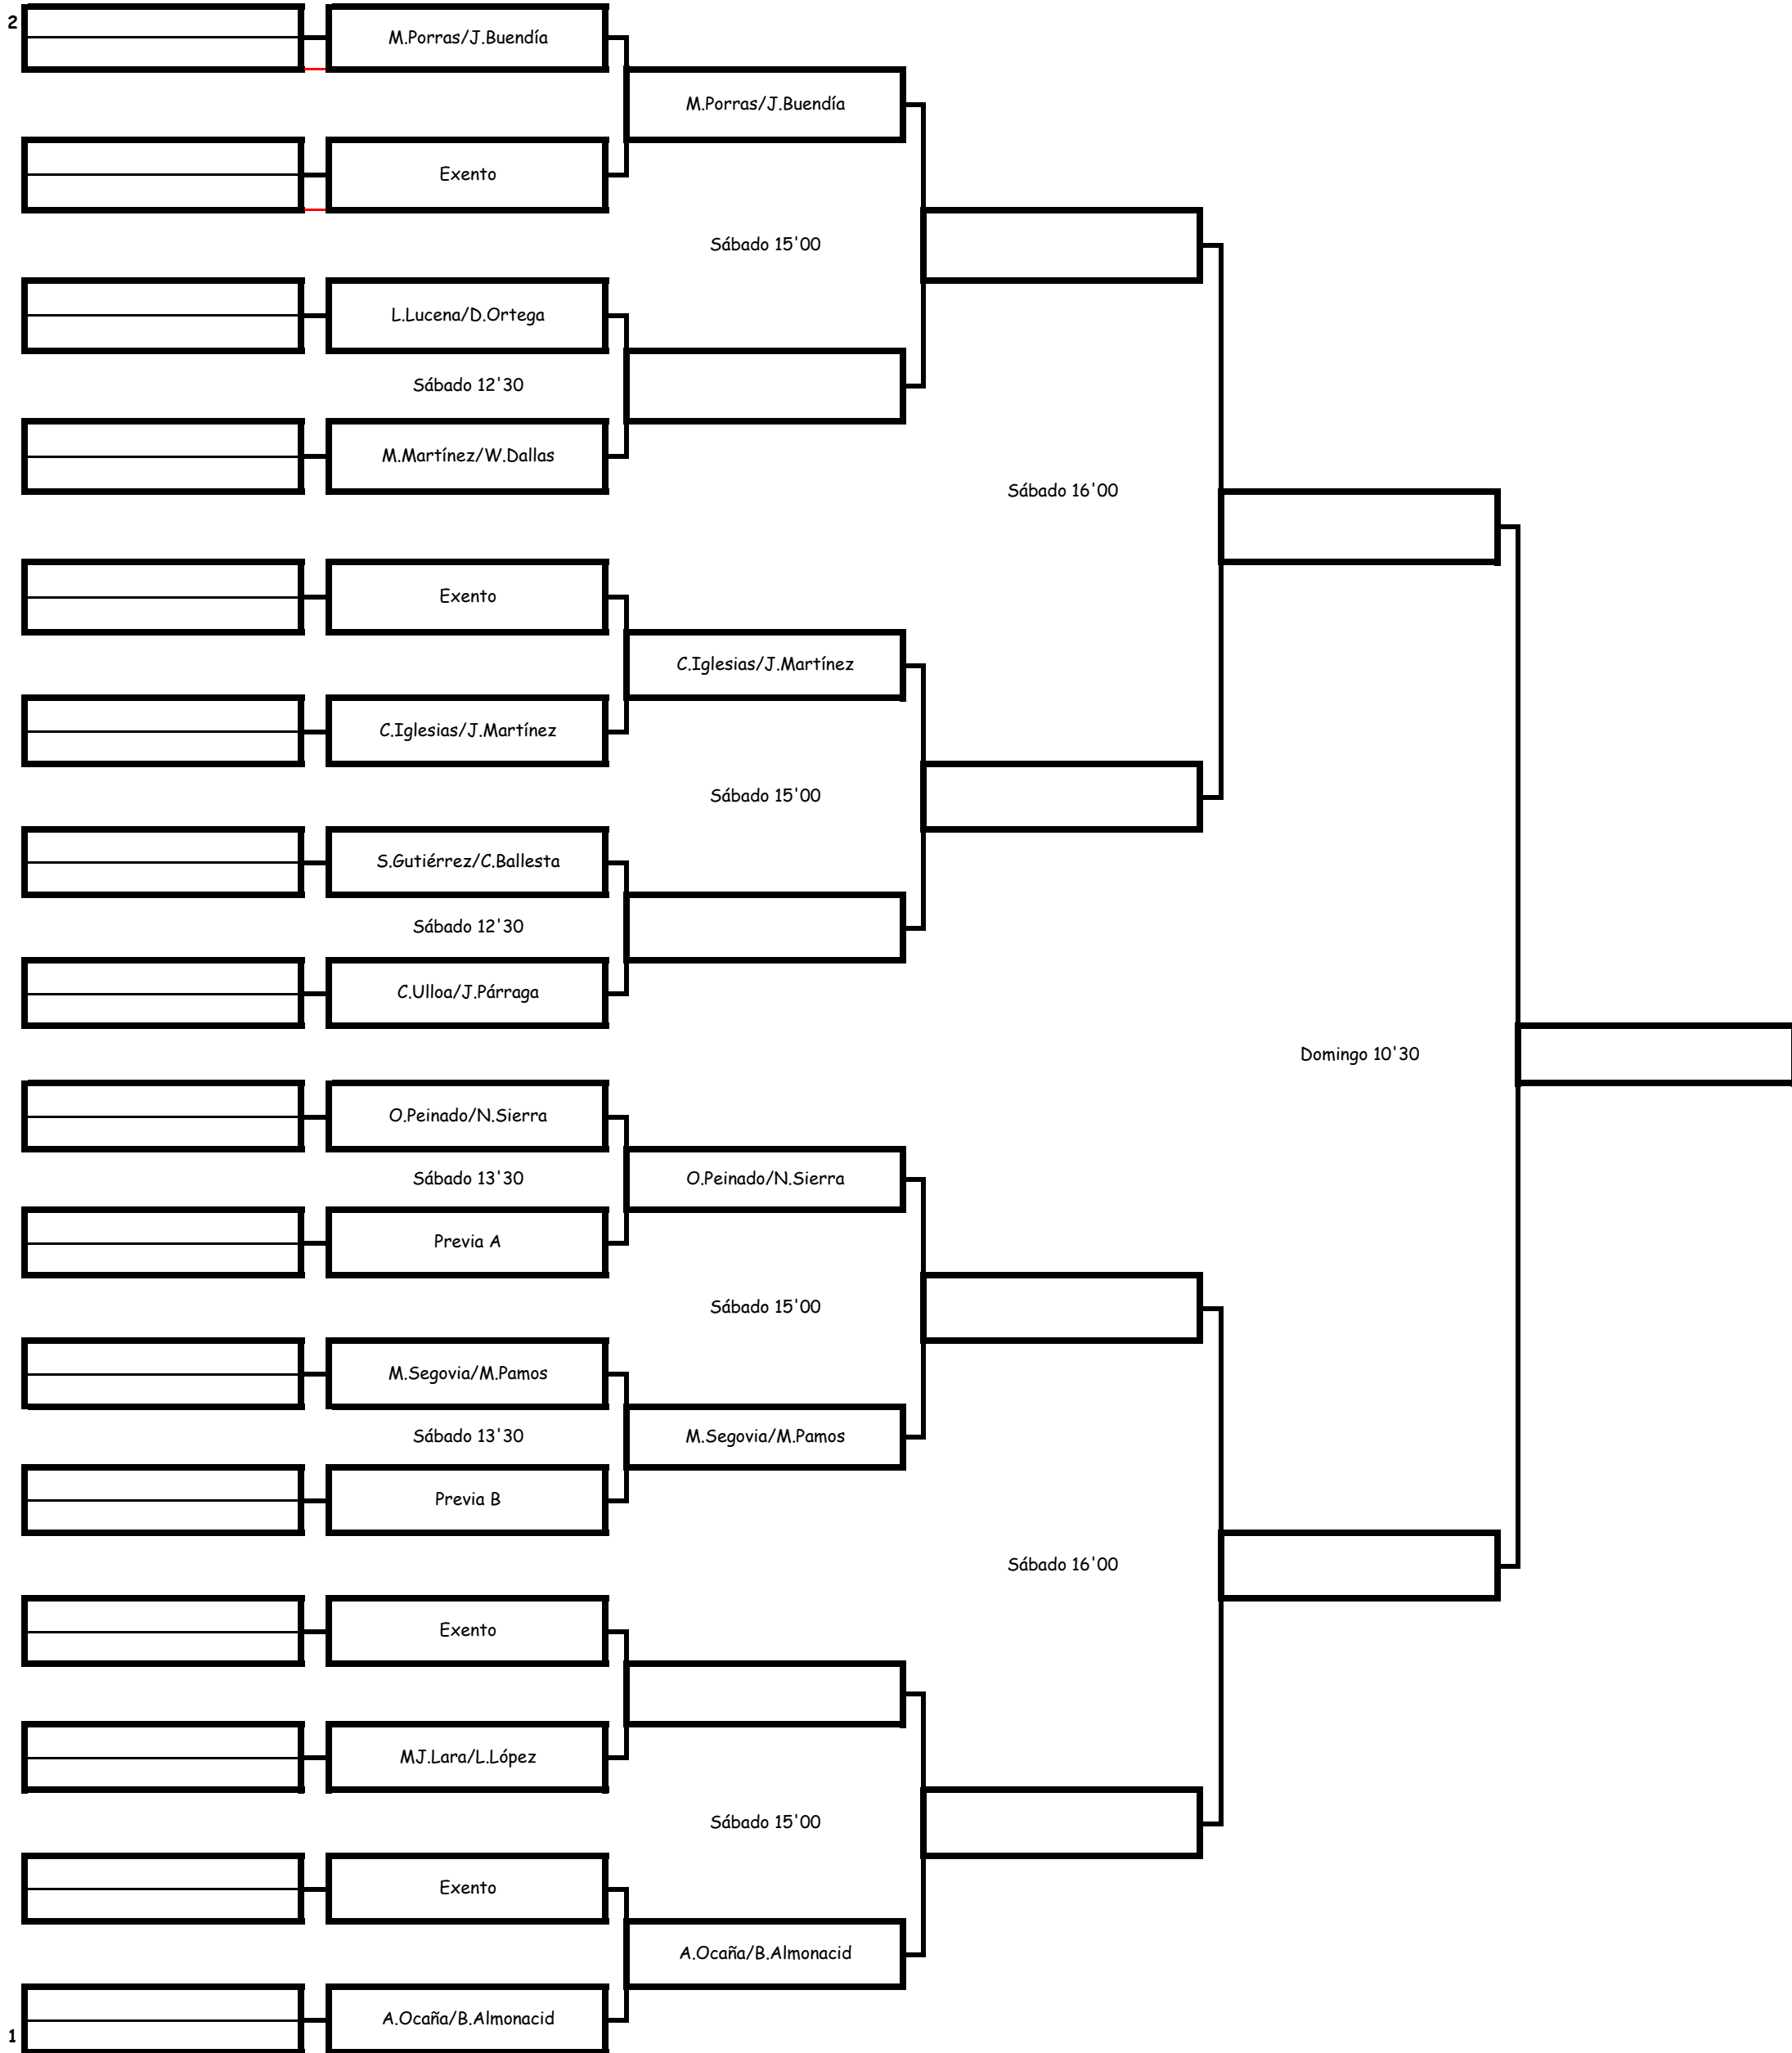 2
M.Porras/J.Buendía
M.Porras/J.Buendía
Exento
Sábado 15'00
L.Lucena/D.Ortega
Sábado 12'30
M.Martínez/W.Dallas
Sábado 16'00
Exento
C.Iglesias/J.Martínez
C.Iglesias/J.Martínez
Sábado 15'00
S.Gutiérrez/C.Ballesta
Sábado 12'30
C.Ulloa/J.Párraga
Domingo 10'30
O.Peinado/N.Sierra
Sábado 13'30
O.Peinado/N.Sierra
Previa A
Sábado 15'00
M.Segovia/M.Pamos
Sábado 13'30
M.Segovia/M.Pamos
Previa B
Sábado 16'00
Exento
MJ.Lara/L.López
Sábado 15'00
Exento
A.Ocaña/B.Almonacid
A.Ocaña/B.Almonacid
1